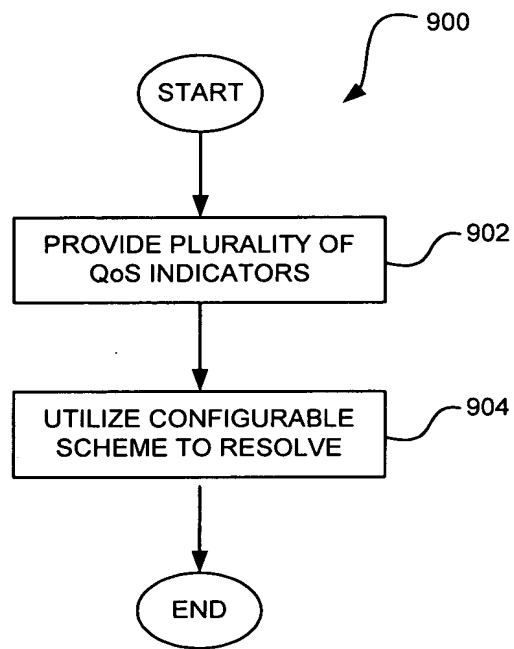 900
START
PROVIDE PLURALITY OF
QoS INDICATORS
902
UTILIZE CONFIGURABLE
SCHEME TO RESOLVE
904
END